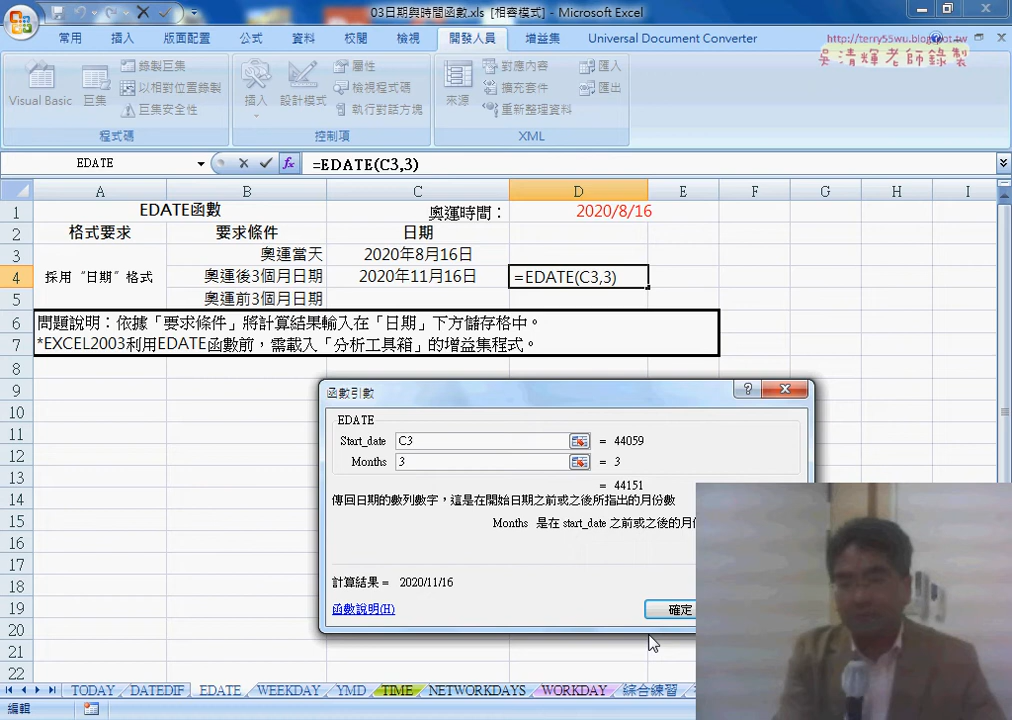 03日期與時間函數.xls [相容模式] - Microsoft Excel
常用 插入 版面配置 公式 資料 校閱 檢視 開發人員 增益集 Universal Document Converter
http://terry55wu.blogspot.tw
吳清輝老師錄製
Visual Basic 巨集 錄製巨集 以相對位置錄製 巨集安全性
插入 設計模式 屬性 檢視程式碼 執行對話方塊
來源 對應內容 擴充套件 重新整理資料 匯入 匯出
程式碼 控制項 XML
EDATE fx =EDATE(C3,3)
A B C D E F G H I
1 EDATE函數 奧運時間： 2020/8/16
2 格式要求 要求條件 日期
3 奧運當天 2020年8月16日
4 採用"日期"格式 奧運後3個月日期 2020年11月16日 =EDATE(C3,3)
5 奧運前3個月日期
6 問題說明：依據「要求條件」將計算結果輸入在「日期」下方儲存格中。
7 *EXCEL2003利用EDATE函數前，需載入「分析工具箱」的增益集程式。
8
9
10
11
12
13
14
15
16
17
18
19
20
21
22
函數引數
EDATE
Start_date C3 = 44059
Months 3 = 3
= 44151
傳回日期的數列數字，這是在開始日期之前或之後所指出的月份數
Months 是在 start_date 之前或之後的月份
計算結果 = 2020/11/16
函數說明(H) 確定
TODAY DATEDIF EDATE WEEKDAY YMD TIME NETWORKDAYS WORKDAY 綜合練習
編輯